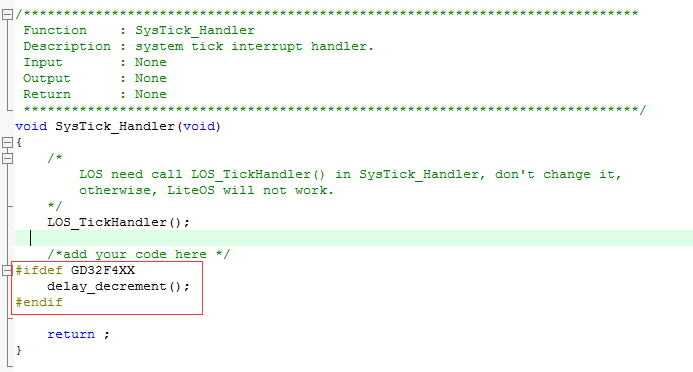 /*****************************************************************************
Function    : SysTick_Handler
Description : system tick interrupt handler.
Input       : None
Output      : None
Return      : None
*****************************************************************************/
void SysTick_Handler(void)
{
    /*
        LOS need call LOS_TickHandler() in SysTick_Handler, don't change it,
        otherwise, LiteOS will not work.
    */
    LOS_TickHandler();
    /*add your code here */
#ifdef GD32F4XX
    delay_decrement();
#endif
    return ;
}